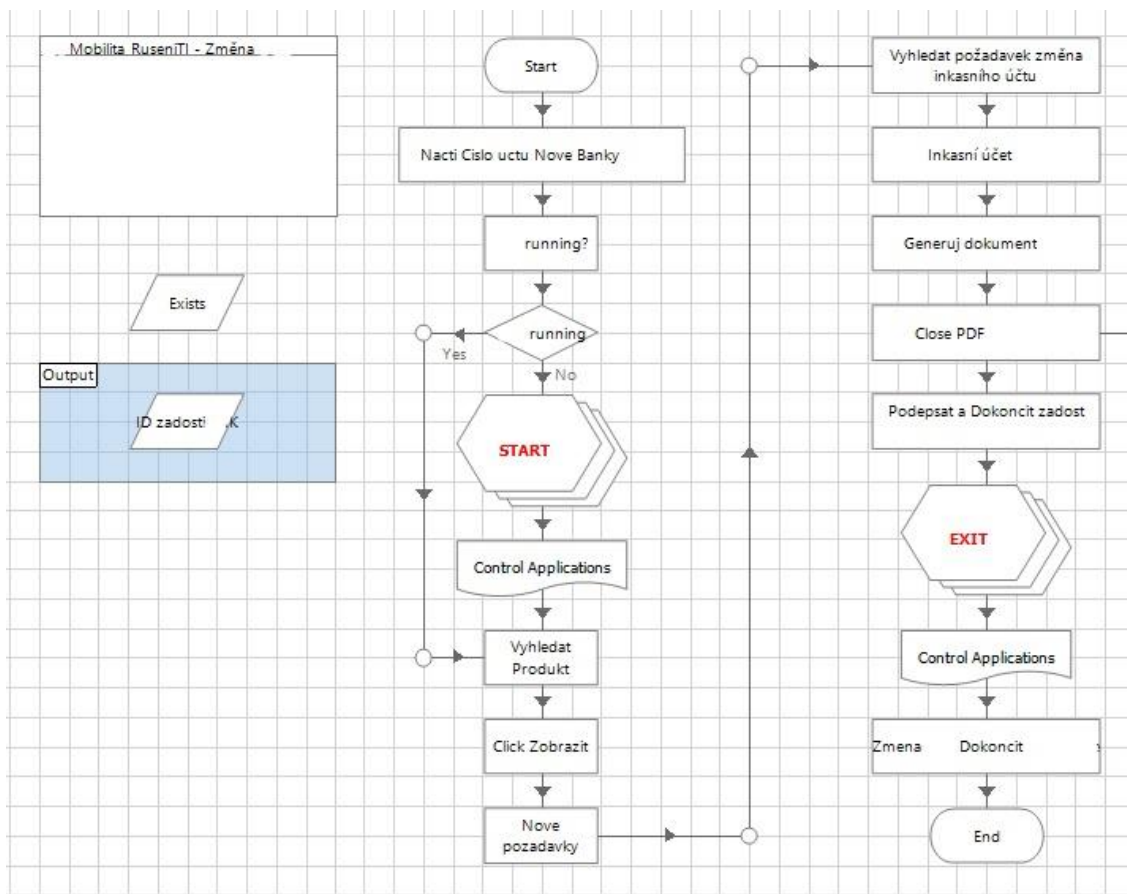 Mobilita RuseniTI - Změna
Exists
Output
ID zadosti K
Start
Nacti Cislo uctu Nove Banky
running?
running
Yes
No
START
Control Applications
Vyhledat
Produkt
Click Zobrazit
Nove
pozadavky
Vyhledat požadavek změna
inkasního účtu
Inkasní účet
Generuj dokument
Close PDF
Podepsat a Dokoncit zadost
EXIT
Control Applications
Zmena Dokoncit
End